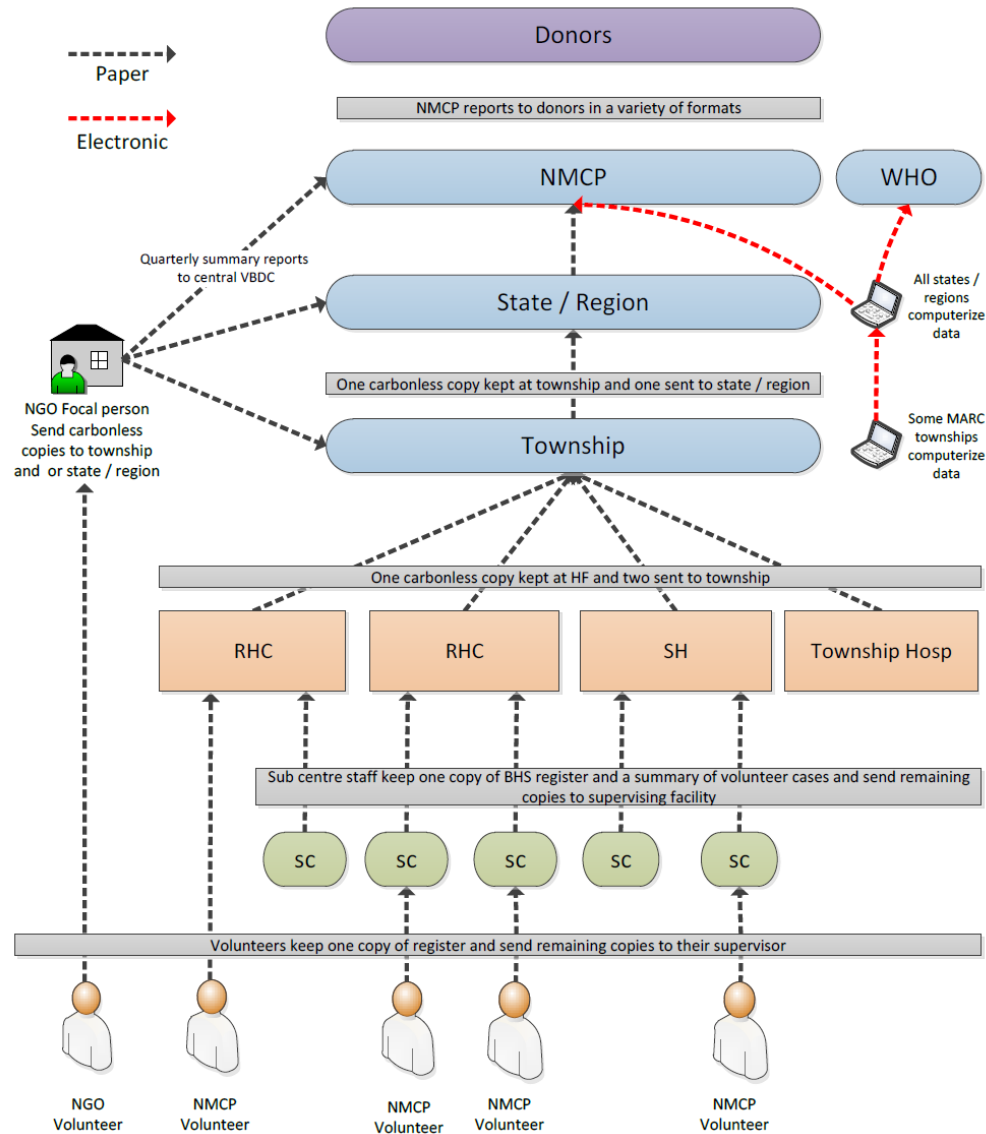 Donors
Paper
NMCP reports to donors in a variety of formats
Electronic
NMCP
WHO
Quarterly summary reports
to central VBDC
State / Region
All states /
regions
computerize
data
One carbonless copy kept at township and one sent to state / region
NGO Focal person
Send carbonless
copies to township
and  or state / region
Township
Some MARC
townships
computerize
data
One carbonless copy kept at HF and two sent to township
RHC
RHC
SH
Township Hosp
Sub centre staff keep one copy of BHS register and a summary of volunteer cases and send remaining
copies to supervising facility
sc
sc
sc
sc
sc
Volunteers keep one copy of register and send remaining copies to their supervisor
NGO
Volunteer
NMCP
Volunteer
NMCP
Volunteer
NMCP
Volunteer
NMCP
Volunteer